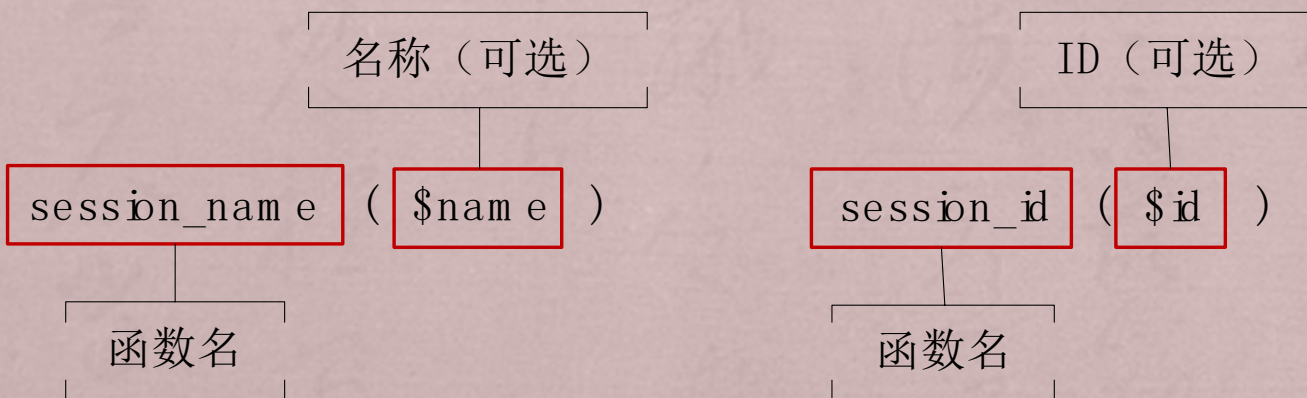 名称（可选）
ID（可选）
session_name ( $name )
session_id ( $id )
函数名
函数名